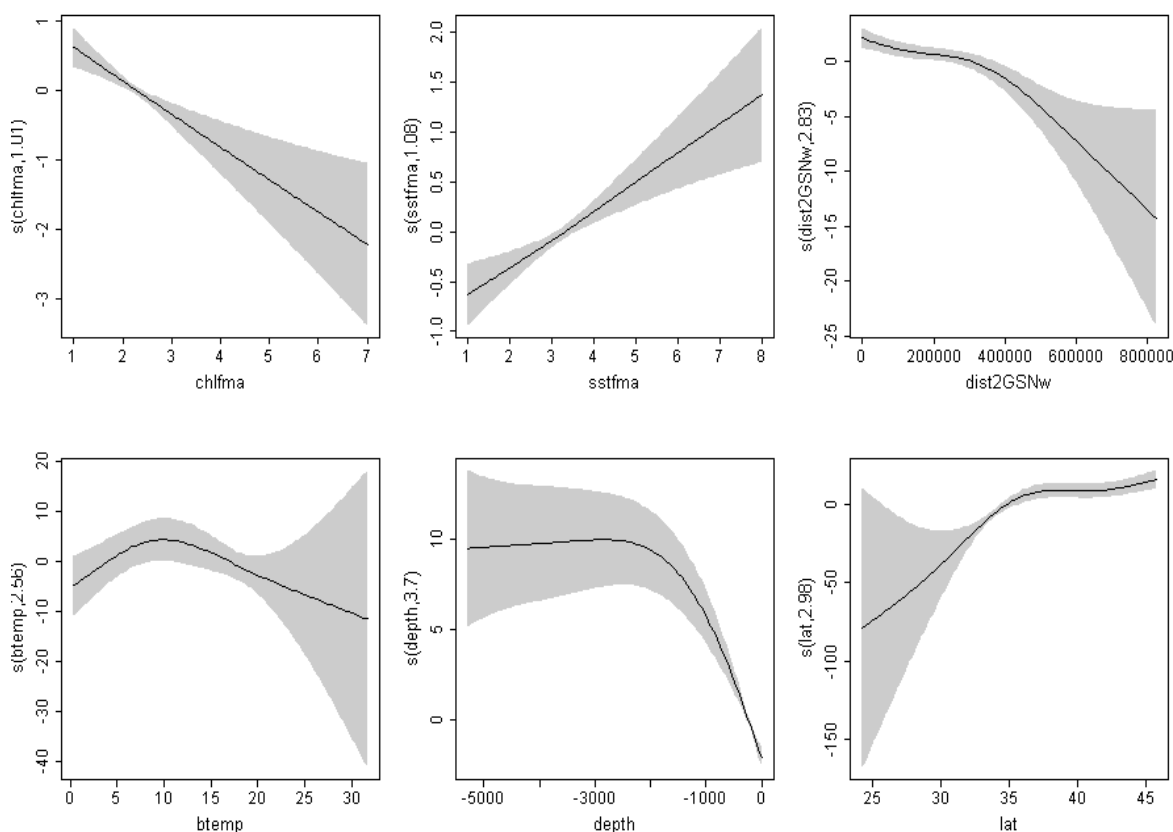 s(chlfma,1.01)
1
0
-1
-2
-3
1 2 3 4 5 6 7
chlfma
s(sstfma,1.08)
2.0
1.5
1.0
0.5
0.0
-0.5
-1.0
1 2 3 4 5 6 7 8
sstfma
s(dist2GSNw,2.83)
0
-5
-10
-15
-20
-25
0 200000 400000 600000 800000
dist2GSNw
s(btemp,2.56)
20
10
0
-10
-20
-30
-40
0 5 10 15 20 25 30
btemp
s(depth,3.7)
10
5
0
-5000 -3000 -1000 0
depth
s(lat,2.98)
0
-50
-100
-150
25 30 35 40 45
lat